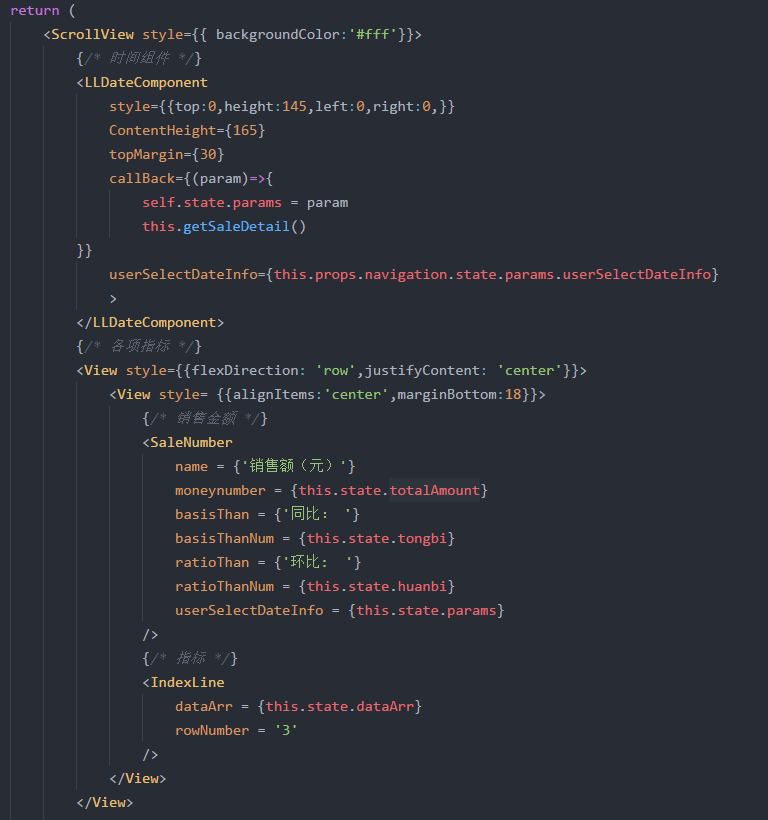 return (
<ScrollView style={{ backgroundColor:'#fff'}}>
{/* 时间组件 */}
<LLDateComponent
style={{top:0,height:145,left:0,right:0,}}
ContentHeight={165}
topMargin={30}
callBack={(param)=>{
self.state.params = param
this.getSaleDetail()
}}
userSelectDateInfo={this.props.navigation.state.params.userSelectDateInfo}
>
</LLDateComponent>
{/* 各项指标 */}
<View style={{flexDirection: 'row',justifyContent: 'center'}}>
<View style= {{alignItems:'center',marginBottom:18}}>
{/* 销售金额 */}
<SaleNumber
name = {'销售额（元）'}
moneynumber = {this.state.totalAmount}
basisThan = {'同比： '}
basisThanNum = {this.state.tongbi}
ratioThan = {'环比:  '}
ratioThanNum = {this.state.huanbi}
userSelectDateInfo = {this.state.params}
/>
{/* 指标 */}
<IndexLine
dataArr = {this.state.dataArr}
rowNumber = '3'
/>
</View>
</View>